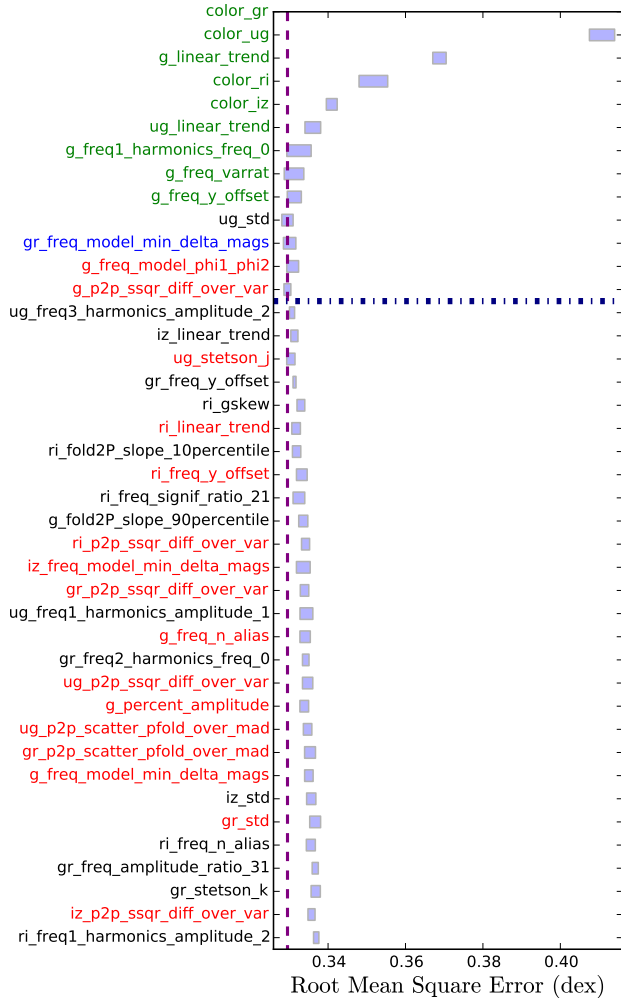 color_gr
color_ug
g_linear_trend
color_ri
color_iz
ug_linear_trend
g_freq1_harmonics_freq_0
g_freq_varrat
g_freq_y_offset
ug_std
gr_freq_model_min_delta_mags
g_freq_model_phi1_phi2
g_p2p_ssqr_diff_over_var
ug_freq3_harmonics_amplitude_2
iz_linear_trend
ug_stetson_j
gr_freq_y_offset
ri_gskew
ri_linear_trend
ri_fold2P_slope_10percentile
ri_freq_y_offset
ri_freq_signif_ratio_21
g_fold2P_slope_90percentile
ri_p2p_ssqr_diff_over_var
iz_freq_model_min_delta_mags
gr_p2p_ssqr_diff_over_var
ug_freq1_harmonics_amplitude_1
g_freq_n_alias
gr_freq2_harmonics_freq_0
ug_p2p_ssqr_diff_over_var
g_percent_amplitude
ug_p2p_scatter_pfold_over_mad
gr_p2p_scatter_pfold_over_mad
g_freq_model_min_delta_mags
iz_std
gr_std
ri_freq_n_alias
gr_freq_amplitude_ratio_31
gr_stetson_k
iz_p2p_ssqr_diff_over_var
ri_freq1_harmonics_amplitude_2
0.34 0.36 0.38 0.40
Root Mean Square Error (dex)